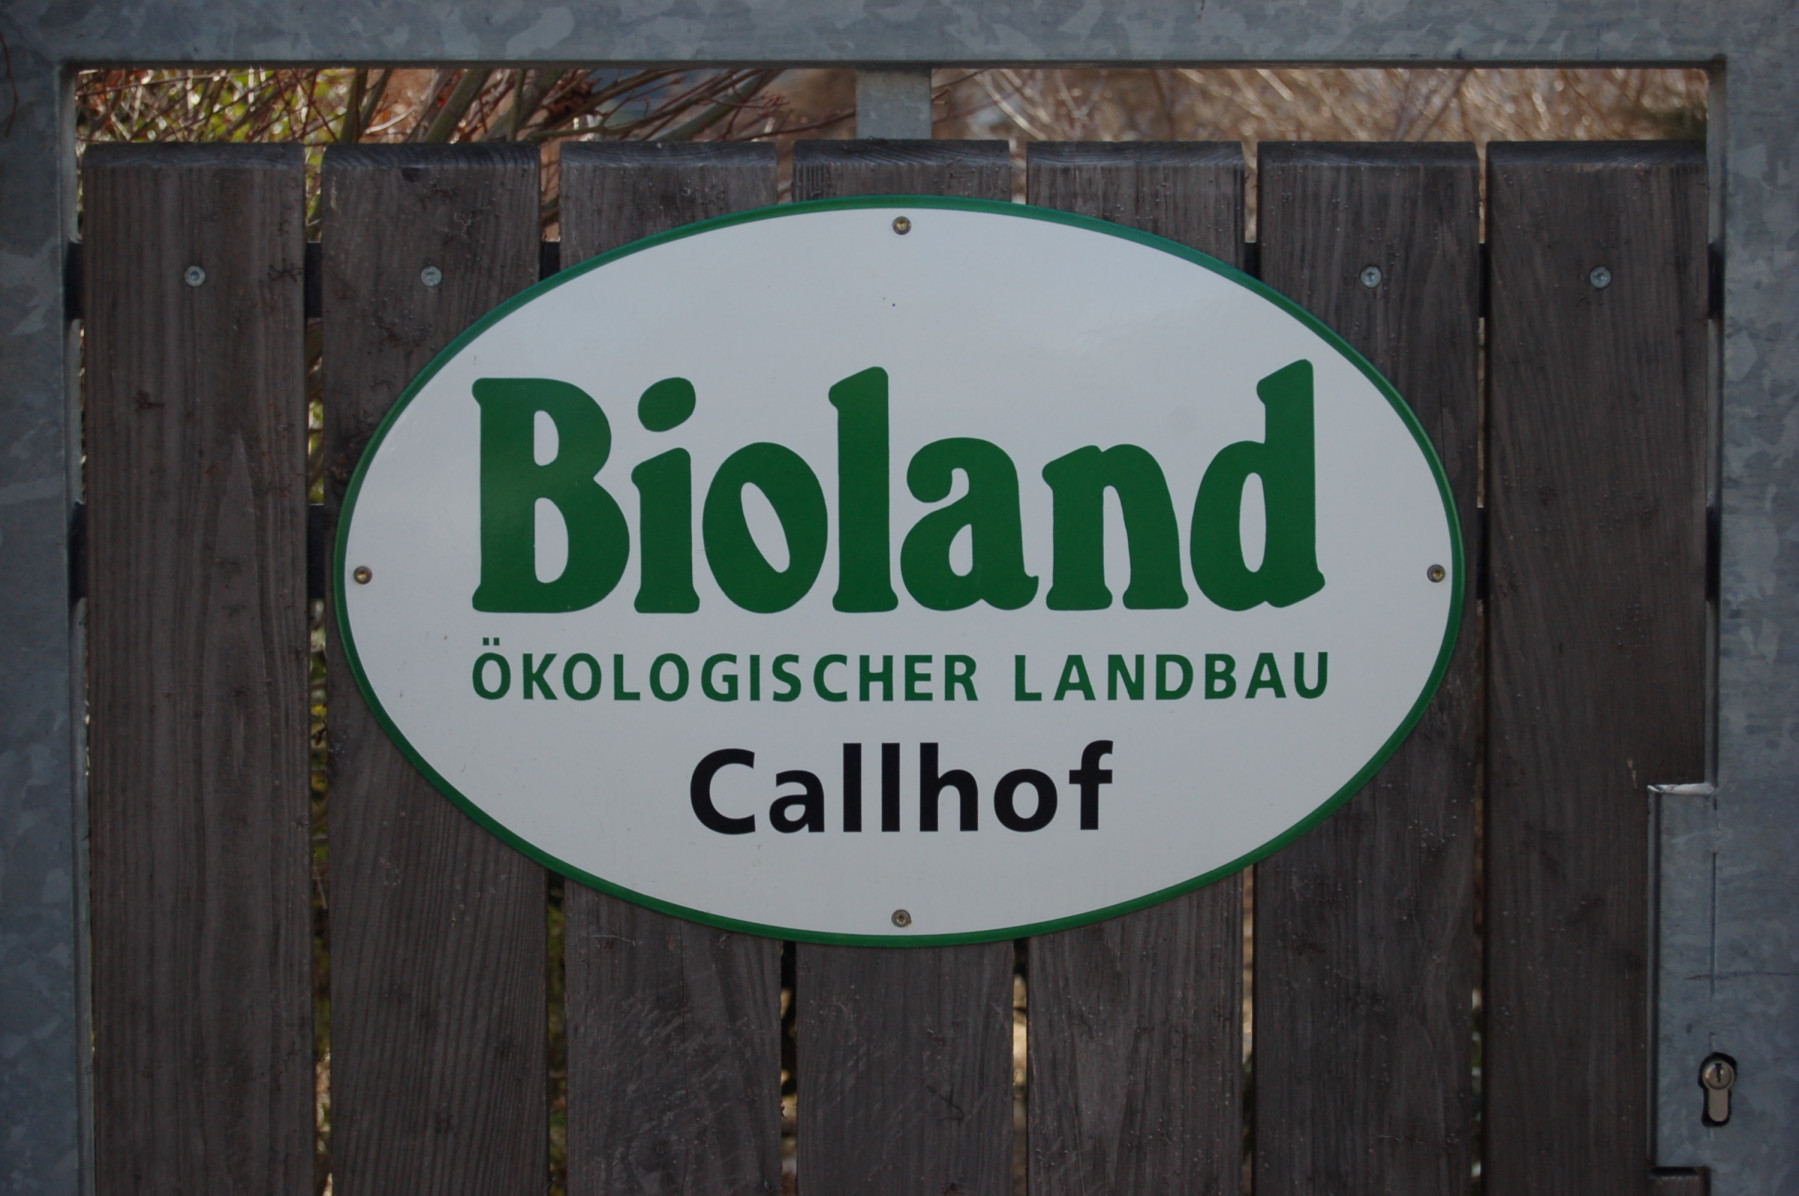 Bioland
ÖKOLOGISCHER LANDBAU
Callhof